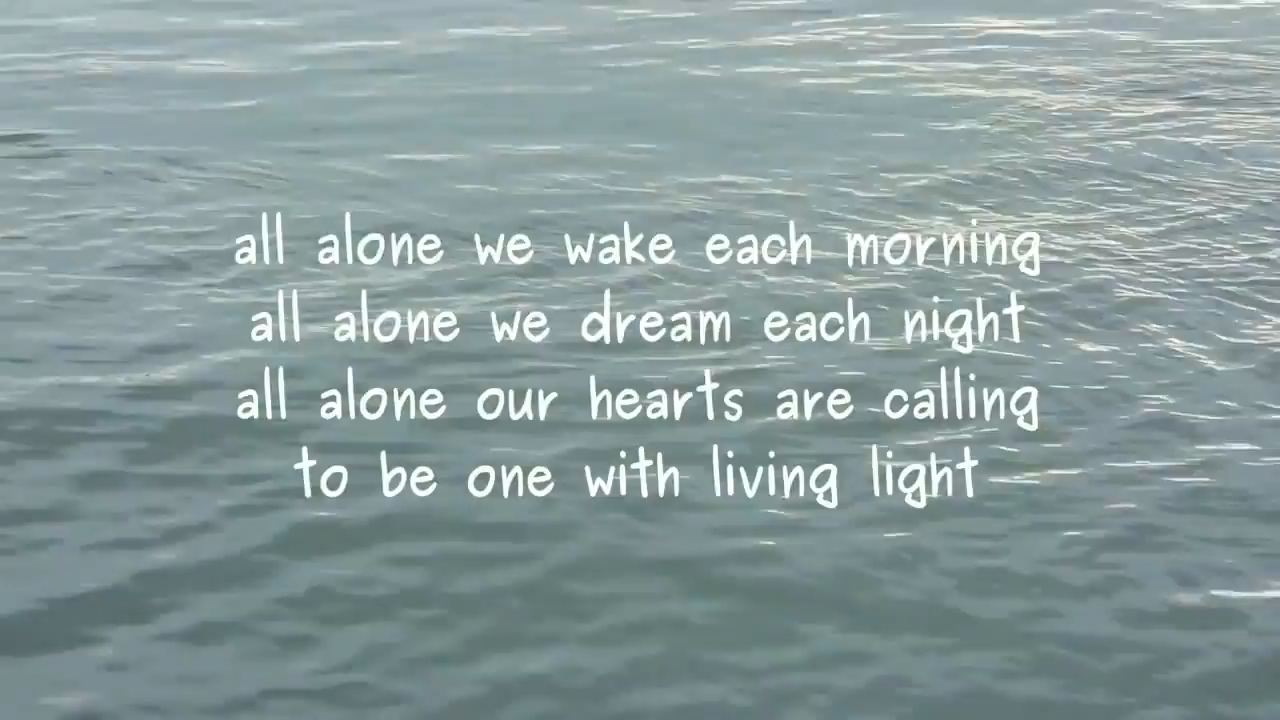 all alone we wake each morning
all alone we dream each night
all alone our hearts are calling
to be one with living light